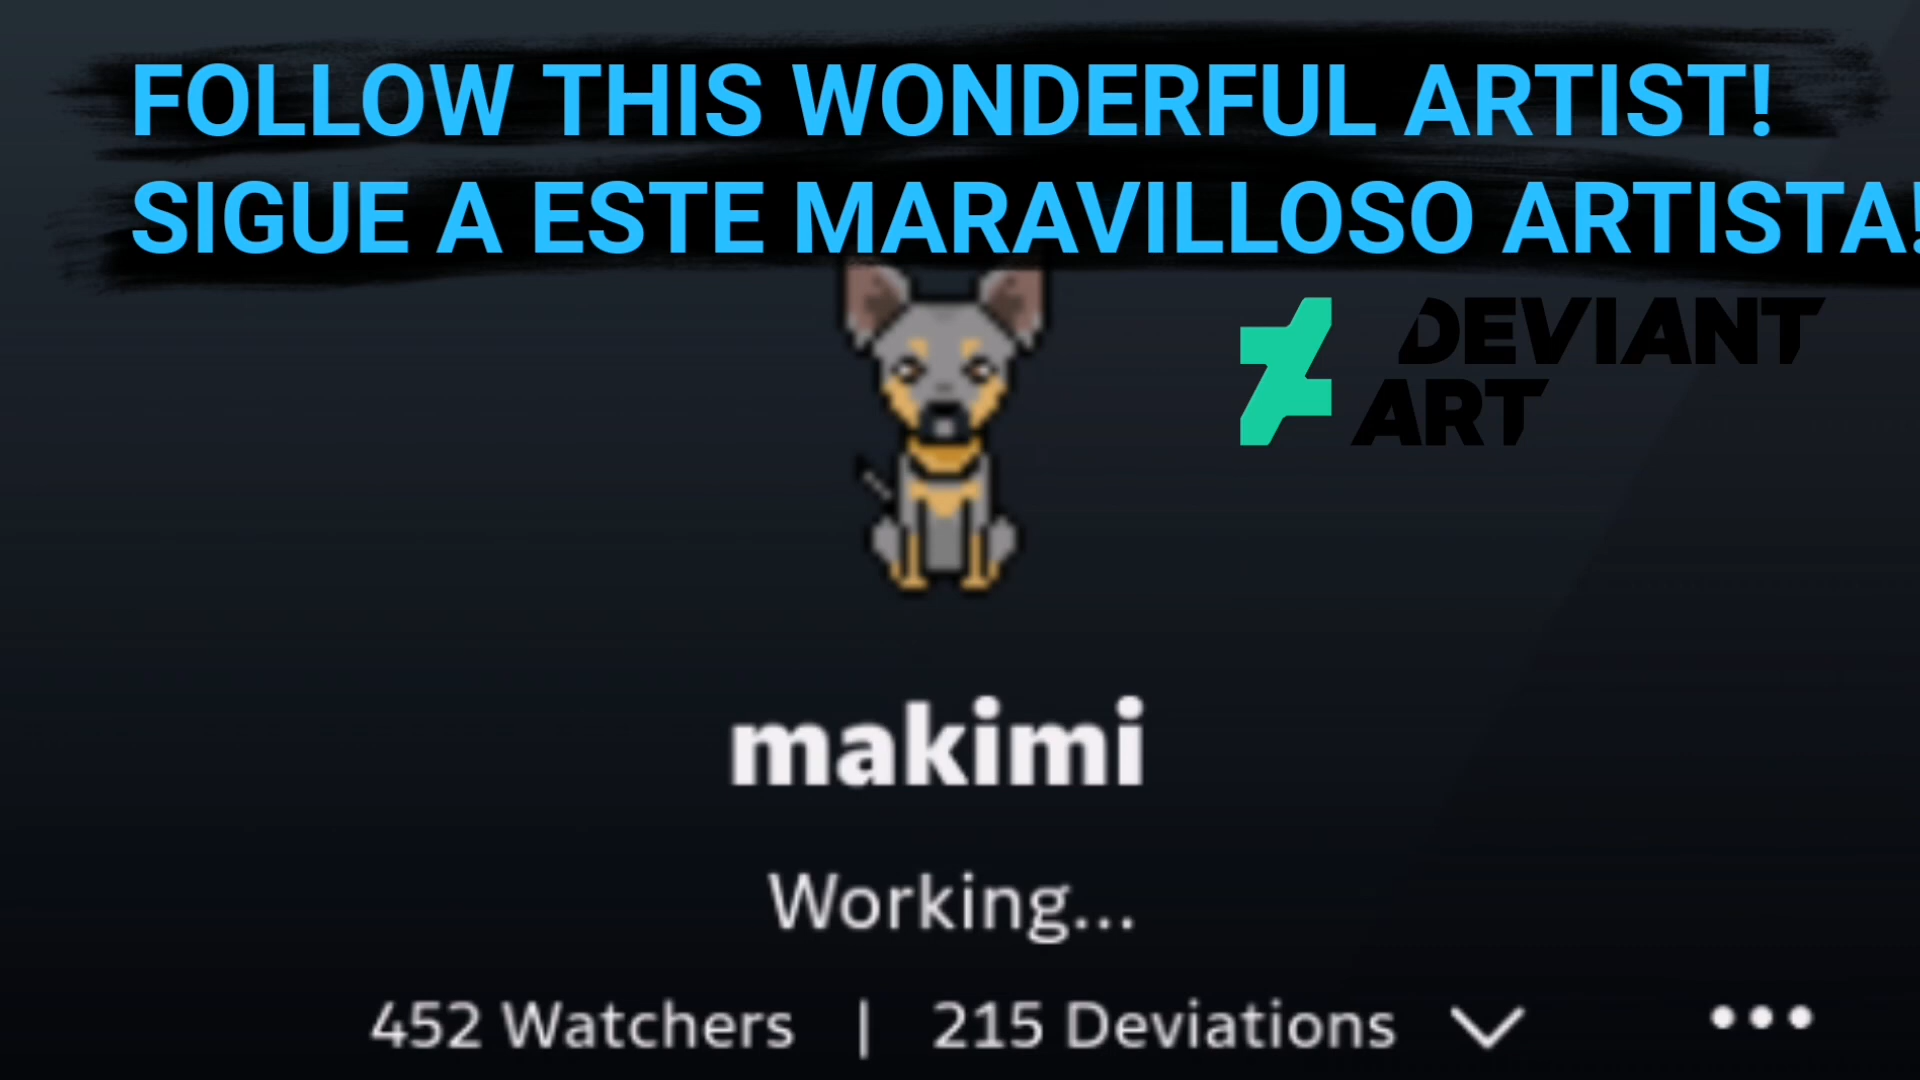 FOLLOW THIS WONDERFUL ARTIST!
SIGUE A ESTE MARAVILLOSO ARTISTA!
DEVIANT
ART
makimi
Working...
452 Watchers | 215 Deviations